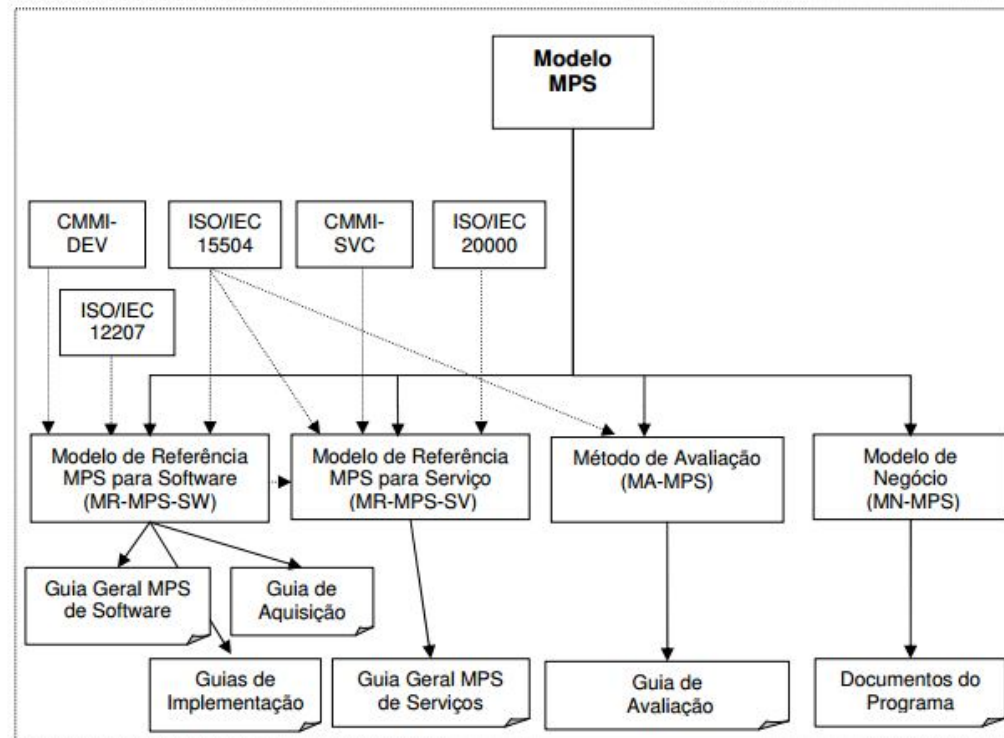 Modelo
MPS
CMMI-
DEV
ISO/IEC
15504
CMMI-
SVC
ISO/IEC
20000
ISO/IEC
12207
Modelo de Referência
MPS para Software
(MR-MPS-SW)
Modelo de Referência
MPS para Serviço
(MR-MPS-SV)
Método de Avaliação
(MA-MPS)
Modelo de
Negócio
(MN-MPS)
Guia Geral MPS
de Software
Guia de
Aquisição
Guias de
Implementação
Guia Geral MPS
de Serviços
Guia de
Avaliação
Documentos do
Programa